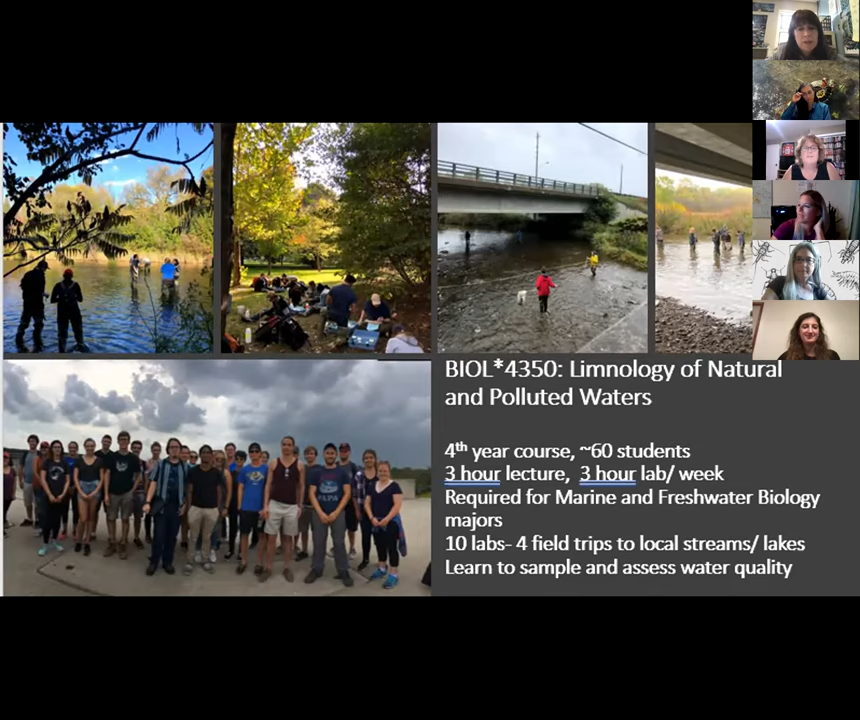 BIOL*4350: Limnology of Natural
and Polluted Waters
4th year course, ~60 students
3 hour lecture, 3 hour lab/ week
Required for Marine and Freshwater Biology
majors
10 labs- 4 field trips to local streams/ lakes
Learn to sample and assess water quality